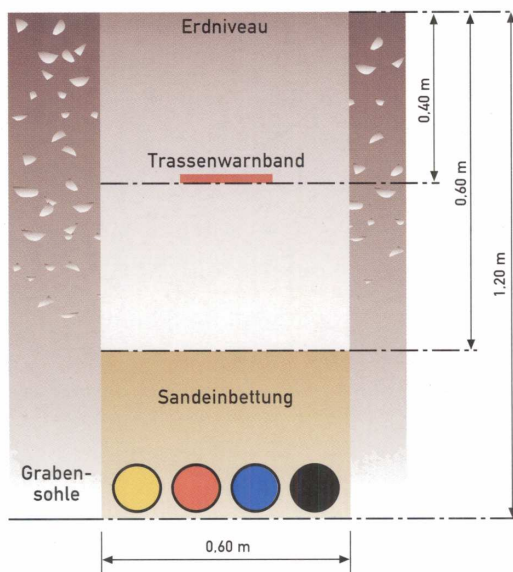 Erdniveau
0.40 m
Trassenwarnband
0.60 m
1.20 m
Sandeinbettung
Graben-
sohle
0,60 m